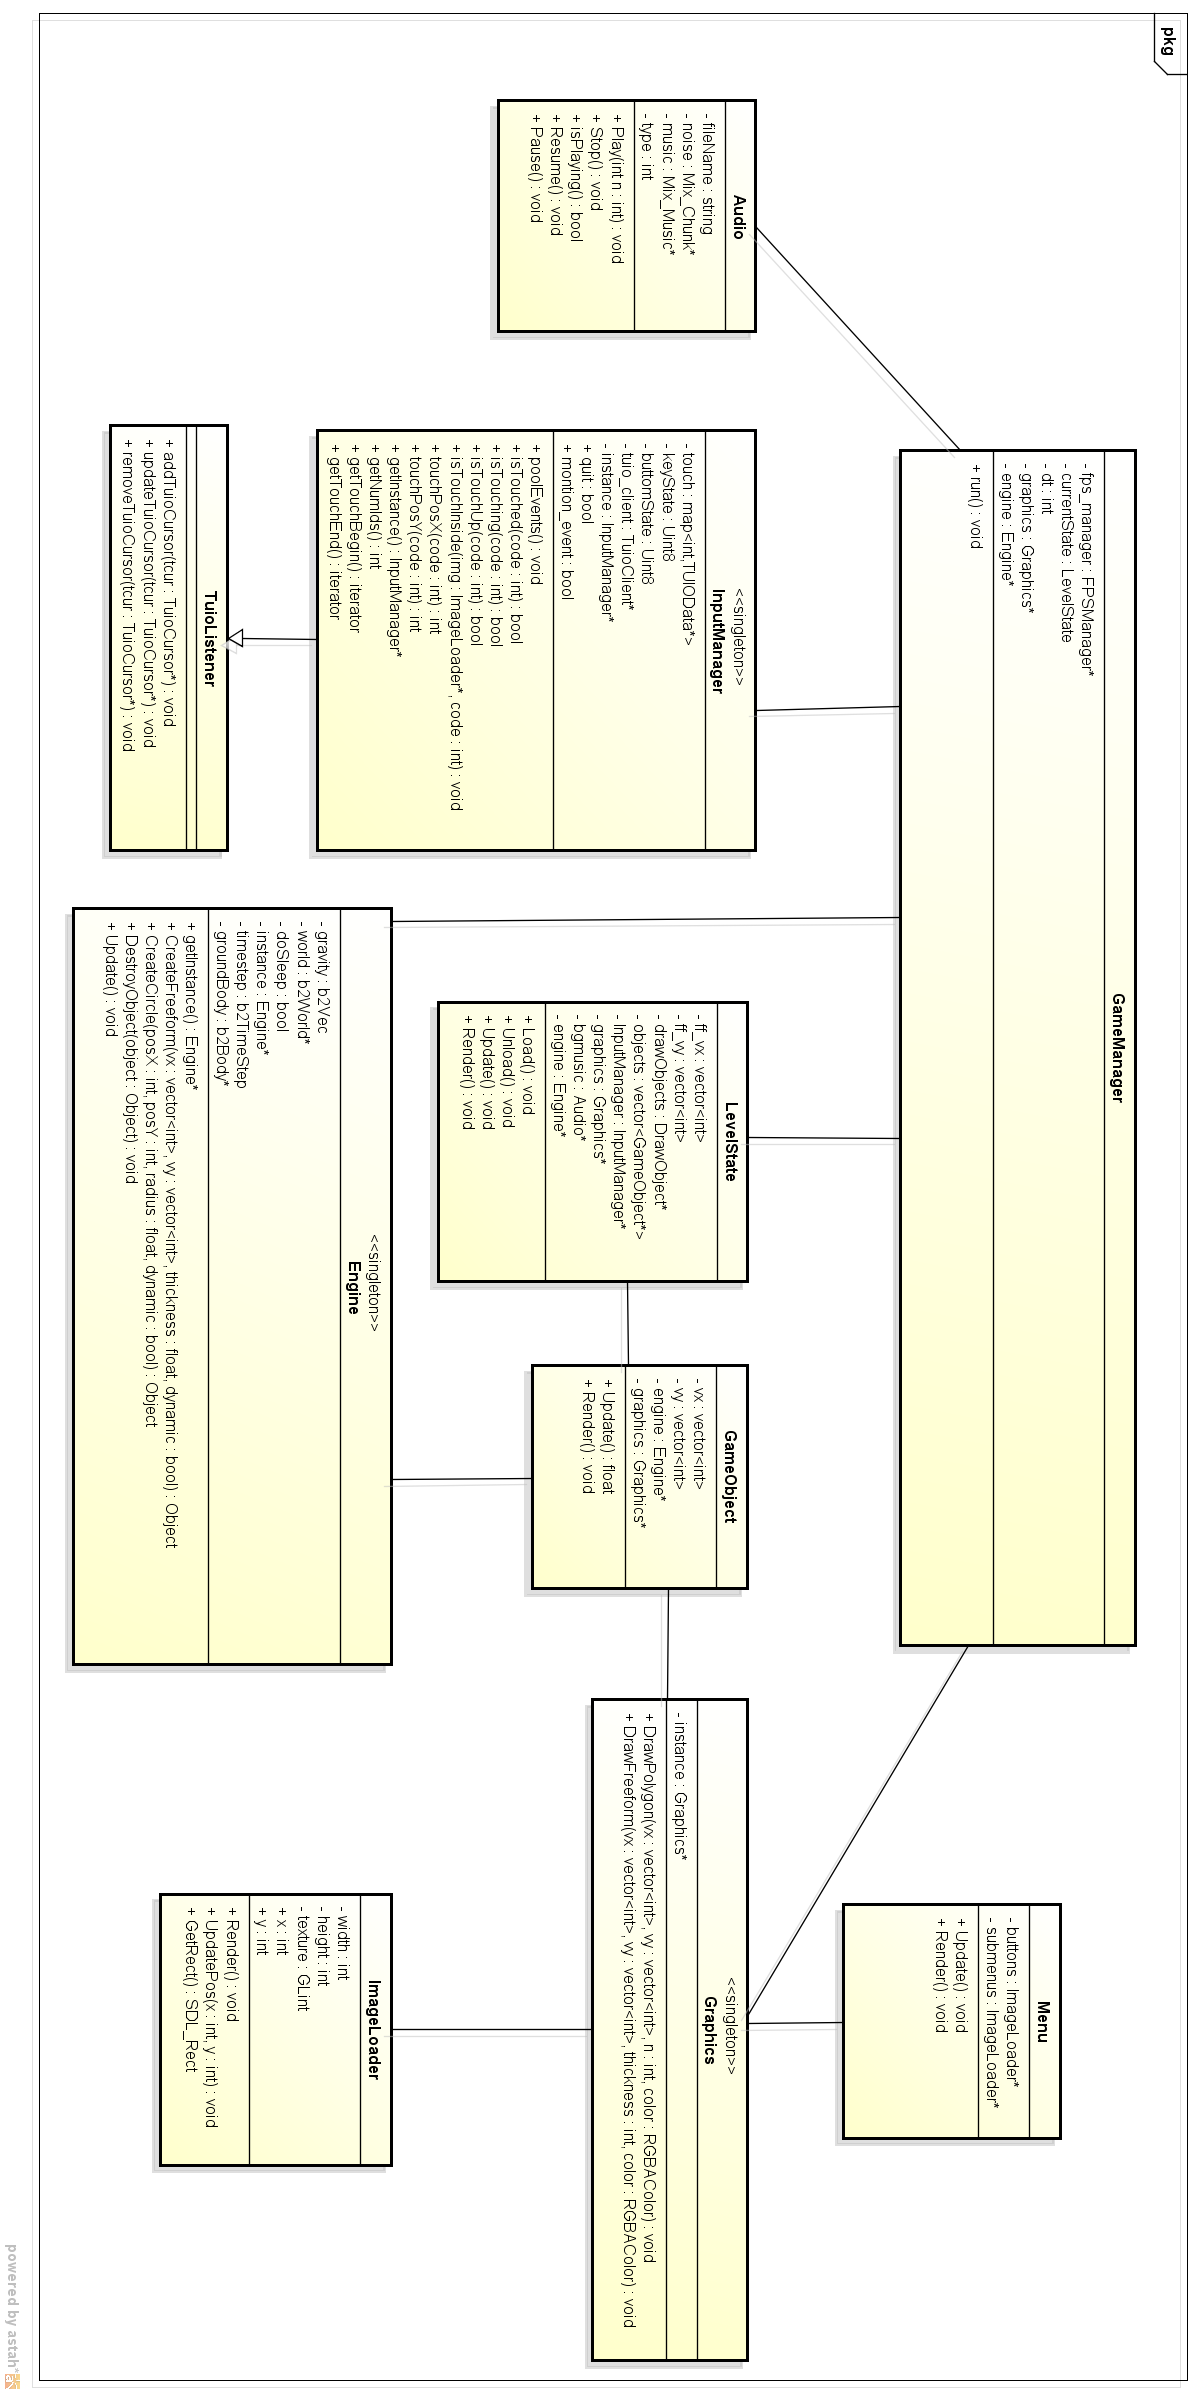 pkg
GameManager
- fps_manager : FPSManager*
- currentState : LevelState
- dt : int
- graphics : Graphics*
- engine : Engine*
+ run() : void
Audio
- fileName : string
- noise : Mix_Chunk*
- music : Mix_Music*
- type : int
+ Play(int n : int) : void
+ Stop() : void
+ isPlaying() : bool
+ Resume() : void
+ Pause() : void
<<singleton>>
InputManager
- touch : map<int,TUIOData*>
- keyState : Uint8
- buttomState : Uint8
- tuio_client : TuioClient*
- instance : InputManager*
+ quit : bool
+ montion_event : bool
+ poolEvents() : void
+ isTouched(code : int) : bool
+ isTouching(code : int) : bool
+ isTouchUp(code : int) : bool
+ isTouchInside(img : ImageLoader*, code : int) : void
+ touchPosX(code : int) : int
+ touchPosY(code : int) : int
+ getInstance() : InputManager*
+ getNumIds() : int
+ getTouchBegin() : iterator
+ getTouchEnd() : iterator
TuioListener
+ addTuioCursor(tcur : TuioCursor*) : void
+ updateTuioCursor(tcur : TuioCursor*) : void
+ removeTuioCursor(tcur : TuioCursor*) : void
LevelState
- ff_vx : vector<int>
- ff_vy : vector<int>
- drawObjects : DrawObject*
- objects : vector<GameObject*>
- InputManager : InputManager*
- graphics : Graphics*
- bgmusic : Audio*
- engine : Engine*
+ Load() : void
+ Unload() : void
+ Update() : void
+ Render() : void
<<singleton>>
Engine
- gravity : b2Vec
- world : b2World*
- doSleep : bool
- instance : Engine*
- timestep : b2TimeStep
- groundBody : b2Body*
+ getInstance() : Engine*
+ CreateFreeform(vx : vector<int>, vy : vector<int>, thickness : float, dynamic : bool) : Object
+ CreateCircle(posX : int, posY : int, radius : float, dynamic : bool) : Object
+ DestroyObject(object : Object) : void
+ Update() : void
GameObject
- vx : vector<int>
- vy : vector<int>
- engine : Engine*
- graphics : Graphics*
+ Update() : float
+ Render() : void
Menu
- buttons : ImageLoader*
- submenus : ImageLoader*
+ Update() : void
+ Render() : void
<<singleton>>
Graphics
- instance : Graphics*
+ DrawPolygon(vx : vector<int>, vy : vector<int>, n : int, color : RGBAColor) : void
+ DrawFreeform(vx : vector<int>, vy : vector<int>, thickness : int, color : RGBAColor) : void
ImageLoader
- width : int
- height : int
- texture : GLint
+ x : int
+ y : int
+ Render() : void
+ UpdatePos(x : int, y : int) : void
+ GetRect() : SDL_Rect
powered by astah*